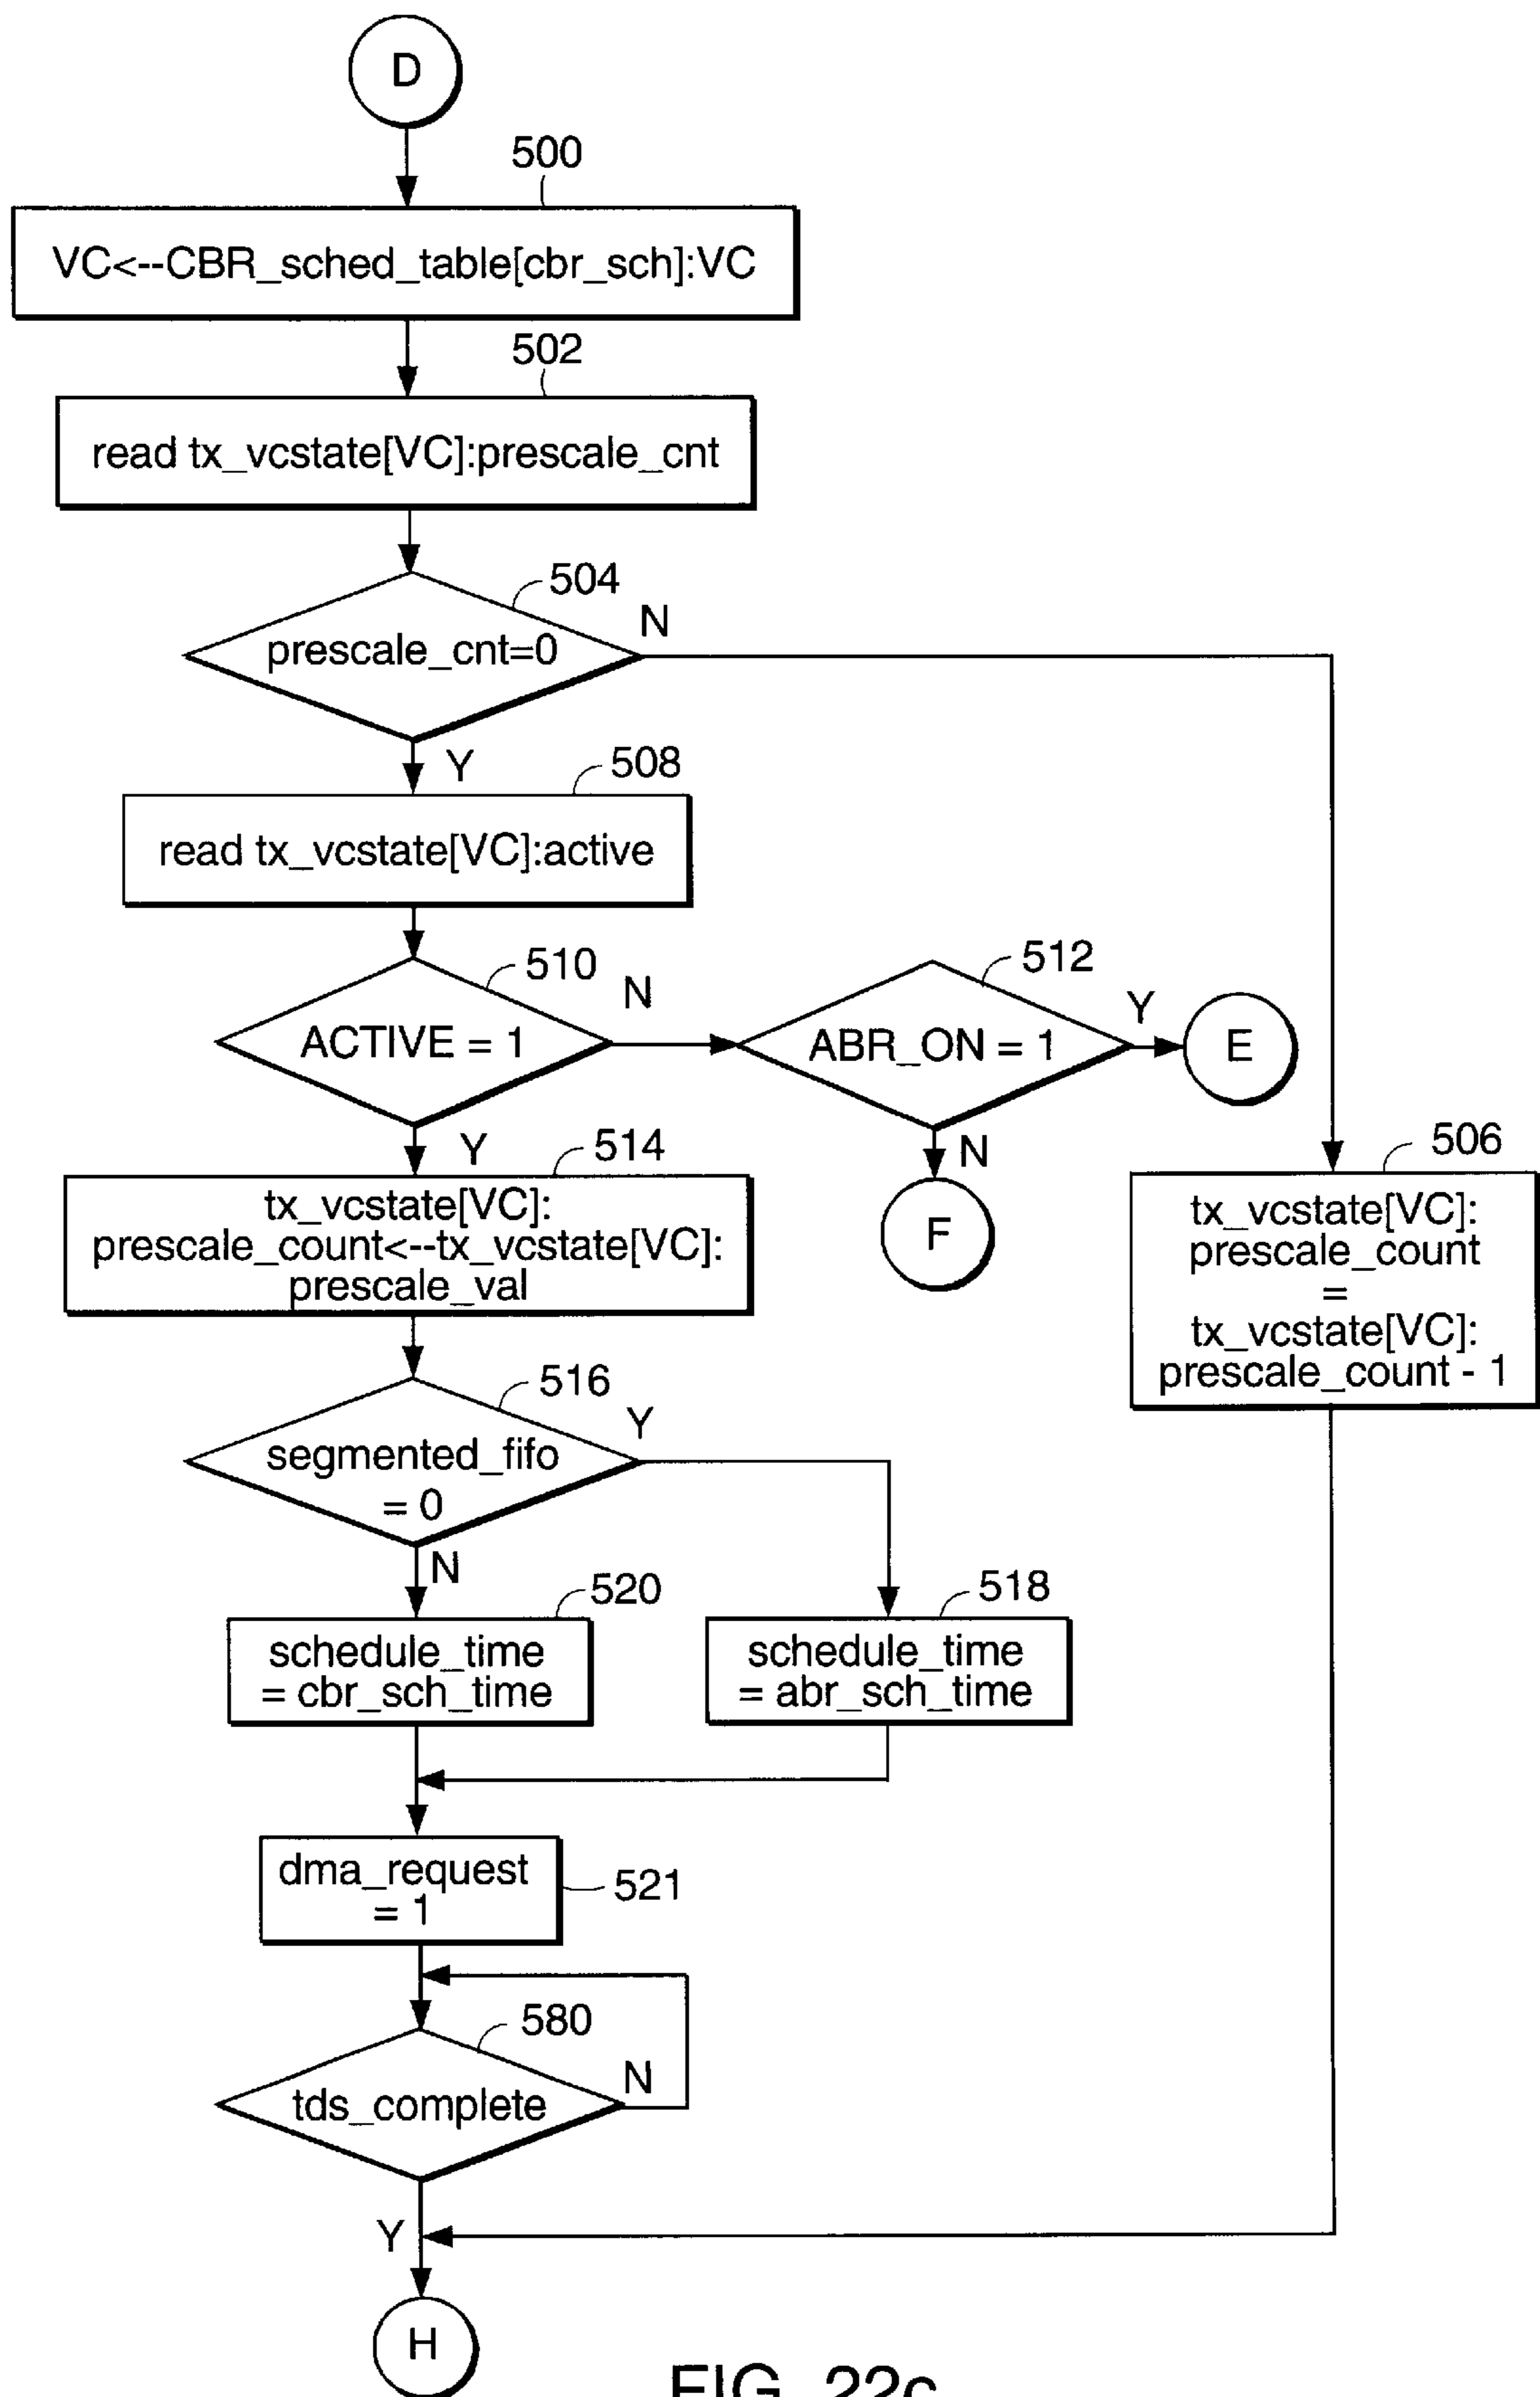 D
500
VC<--CBR_sched_table[cbr_sch]:VC
502
read tx_vcstate[VC]:prescale_cnt
504
N
prescale_cnt=0
Y
508
read tx_vcstate[VC]:active
510
N
ACTIVE = 1
512
Y
ABR_ON = 1
E
N
F
Y
514
tx_vcstate[VC]:
prescale_count<--tx_vcstate[VC]:
prescale_val
506
tx_vcstate[VC]:
prescale_count
=
tx_vcstate[VC]:
prescale_count - 1
516
Y
segmented_fifo
= 0
N
520
schedule_time
= cbr_sch_time
518
schedule_time
= abr_sch_time
dma_request
= 1
521
580
N
tds_complete
Y
H
FIG. 22c